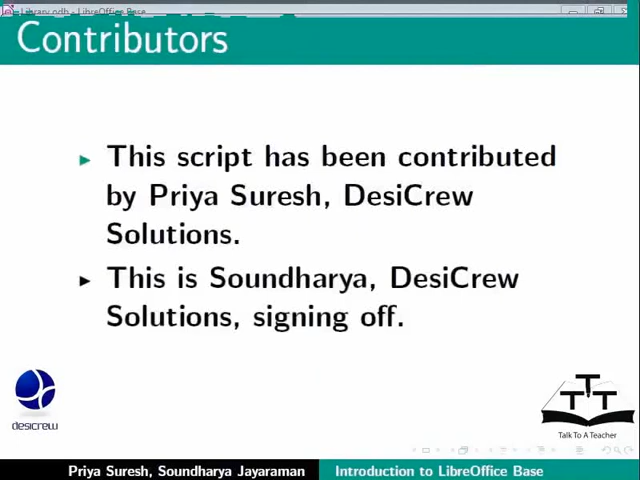 Library.odb - LibreOffice Base
Contributors
This script has been contributed
by Priya Suresh, DesiCrew
Solutions.
This is Soundharya, DesiCrew
Solutions, signing off.
desicrew
T T T
Talk To A Teacher
Priya Suresh, Soundharya Jayaraman
Introduction to LibreOffice Base